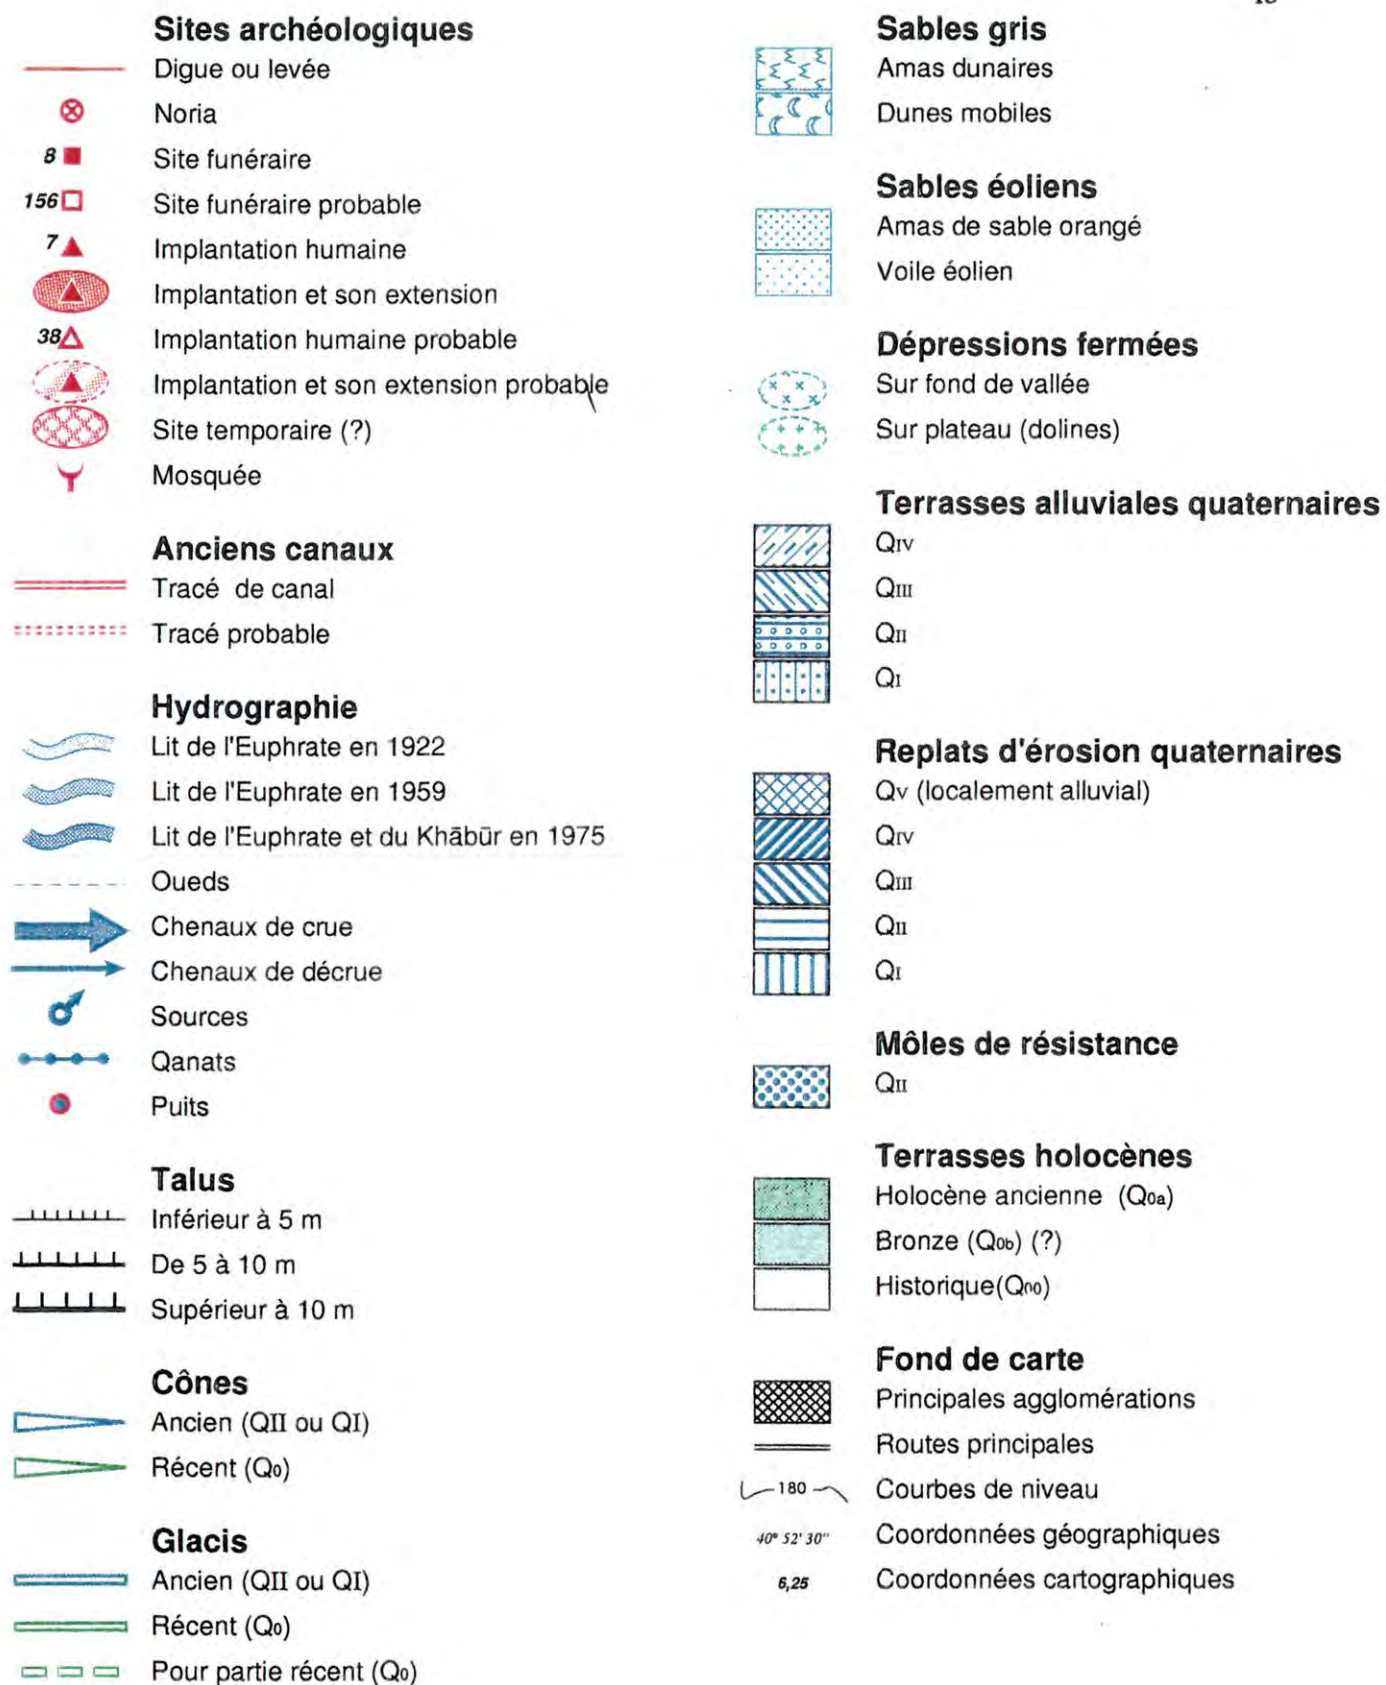 Sites archéologiques
Digue ou levée
Noria
8 Site funéraire
156 Site funéraire probable
7 Implantation humaine
Implantation et son extension
38 Implantation humaine probable
Implantation et son extension probable
Site temporaire (?)
Mosquée
Anciens canaux
Tracé de canal
Tracé probable
Hydrographie
Lit de l'Euphrate en 1922
Lit de l'Euphrate en 1959
Lit de l'Euphrate et du Khābūr en 1975
Oueds
Chenaux de crue
Chenaux de décrue
Sources
Qanats
Puits
Talus
Inférieur à 5 m
De 5 à 10 m
Supérieur à 10 m
Cônes
Ancien (QII ou QI)
Récent (Q0)
Glacis
Ancien (QII ou QI)
Récent (Q0)
Pour partie récent (Q0)
Sables gris
Amas dunaires
Dunes mobiles
Sables éoliens
Amas de sable orangé
Voile éolien
Dépressions fermées
Sur fond de vallée
Sur plateau (dolines)
Terrasses alluviales quaternaires
QIV
QIII
QII
QI
Replats d'érosion quaternaires
QV (localement alluvial)
QIV
QIII
QII
QI
Môles de résistance
QII
Terrasses holocènes
Holocène ancienne (Q0a)
Bronze (Q0b) (?)
Historique(Q00)
Fond de carte
Principales agglomérations
Routes principales
180 Courbes de niveau
40° 52' 30" Coordonnées géographiques
6,25 Coordonnées cartographiques